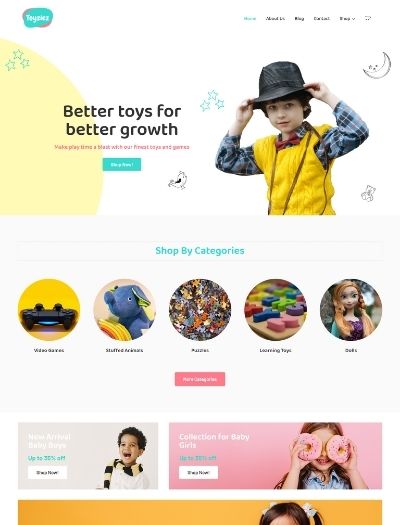 Toysiez
Home About Us Blog Contact Shop
Better toys for
better growth
Make play time a blast with our finest toys and games
Shop Now!
Shop By Categories
Video Games Stuffed Animals Puzzles Learning Toys Dolls
More Categories
New Arrival
Baby Boys
Up to 35% off
Shop Now!
Collection for Baby
Girls
Up to 35% off
Shop Now!